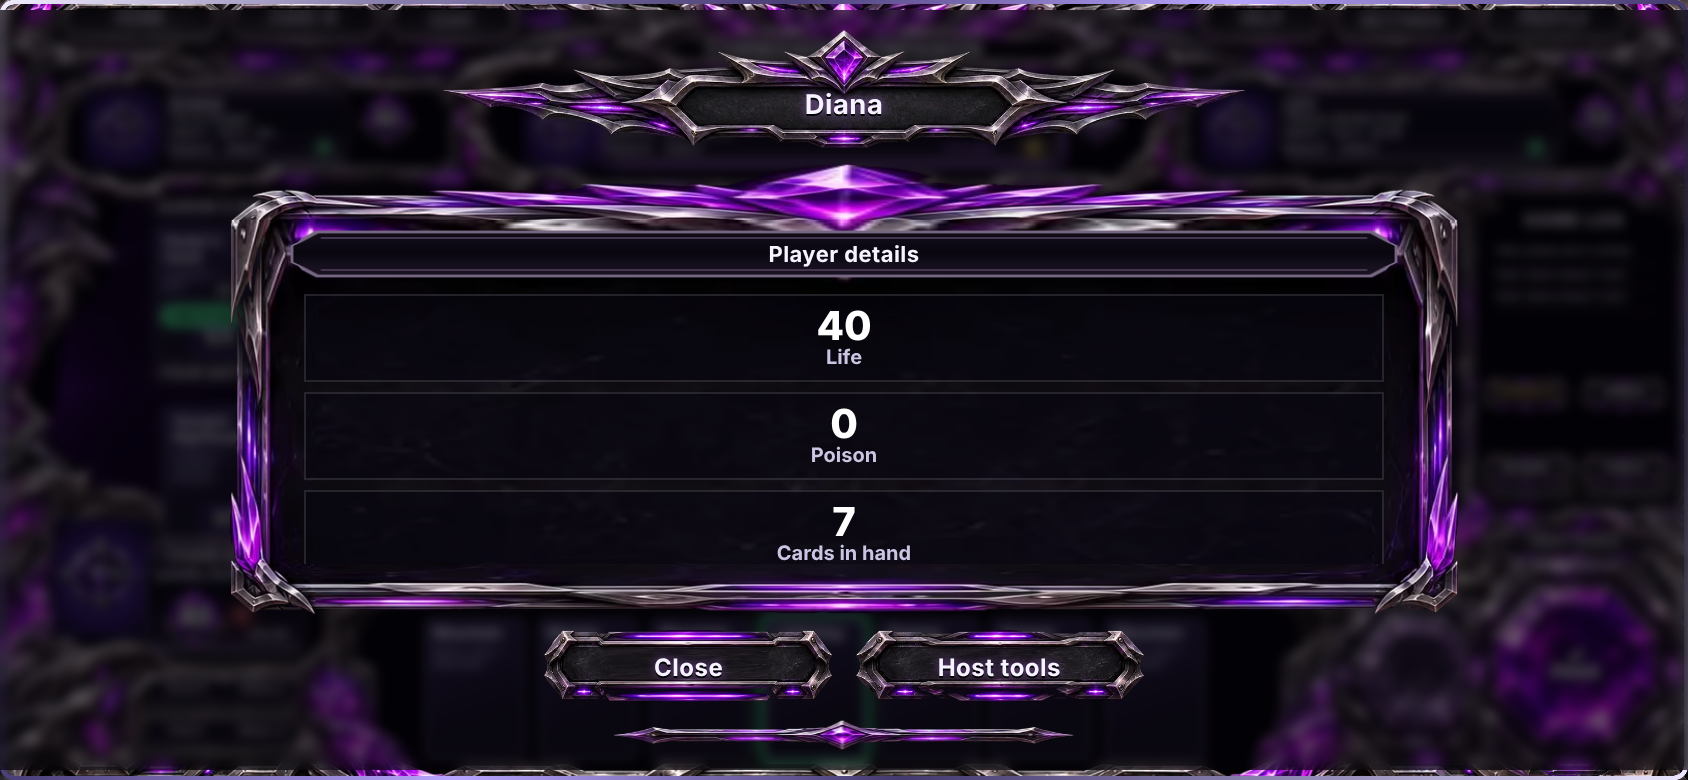 Diana
Player details
40
Life
0
Poison
7
Cards in hand
Close
Host tools